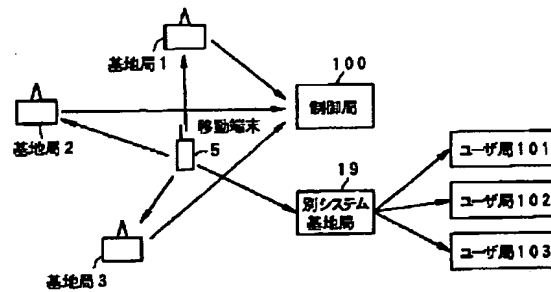 基地局1
100
制御局
基地局2
移動端末
5
19
別システム
基地局
ユーザ局101
ユーザ局102
ユーザ局103
基地局3